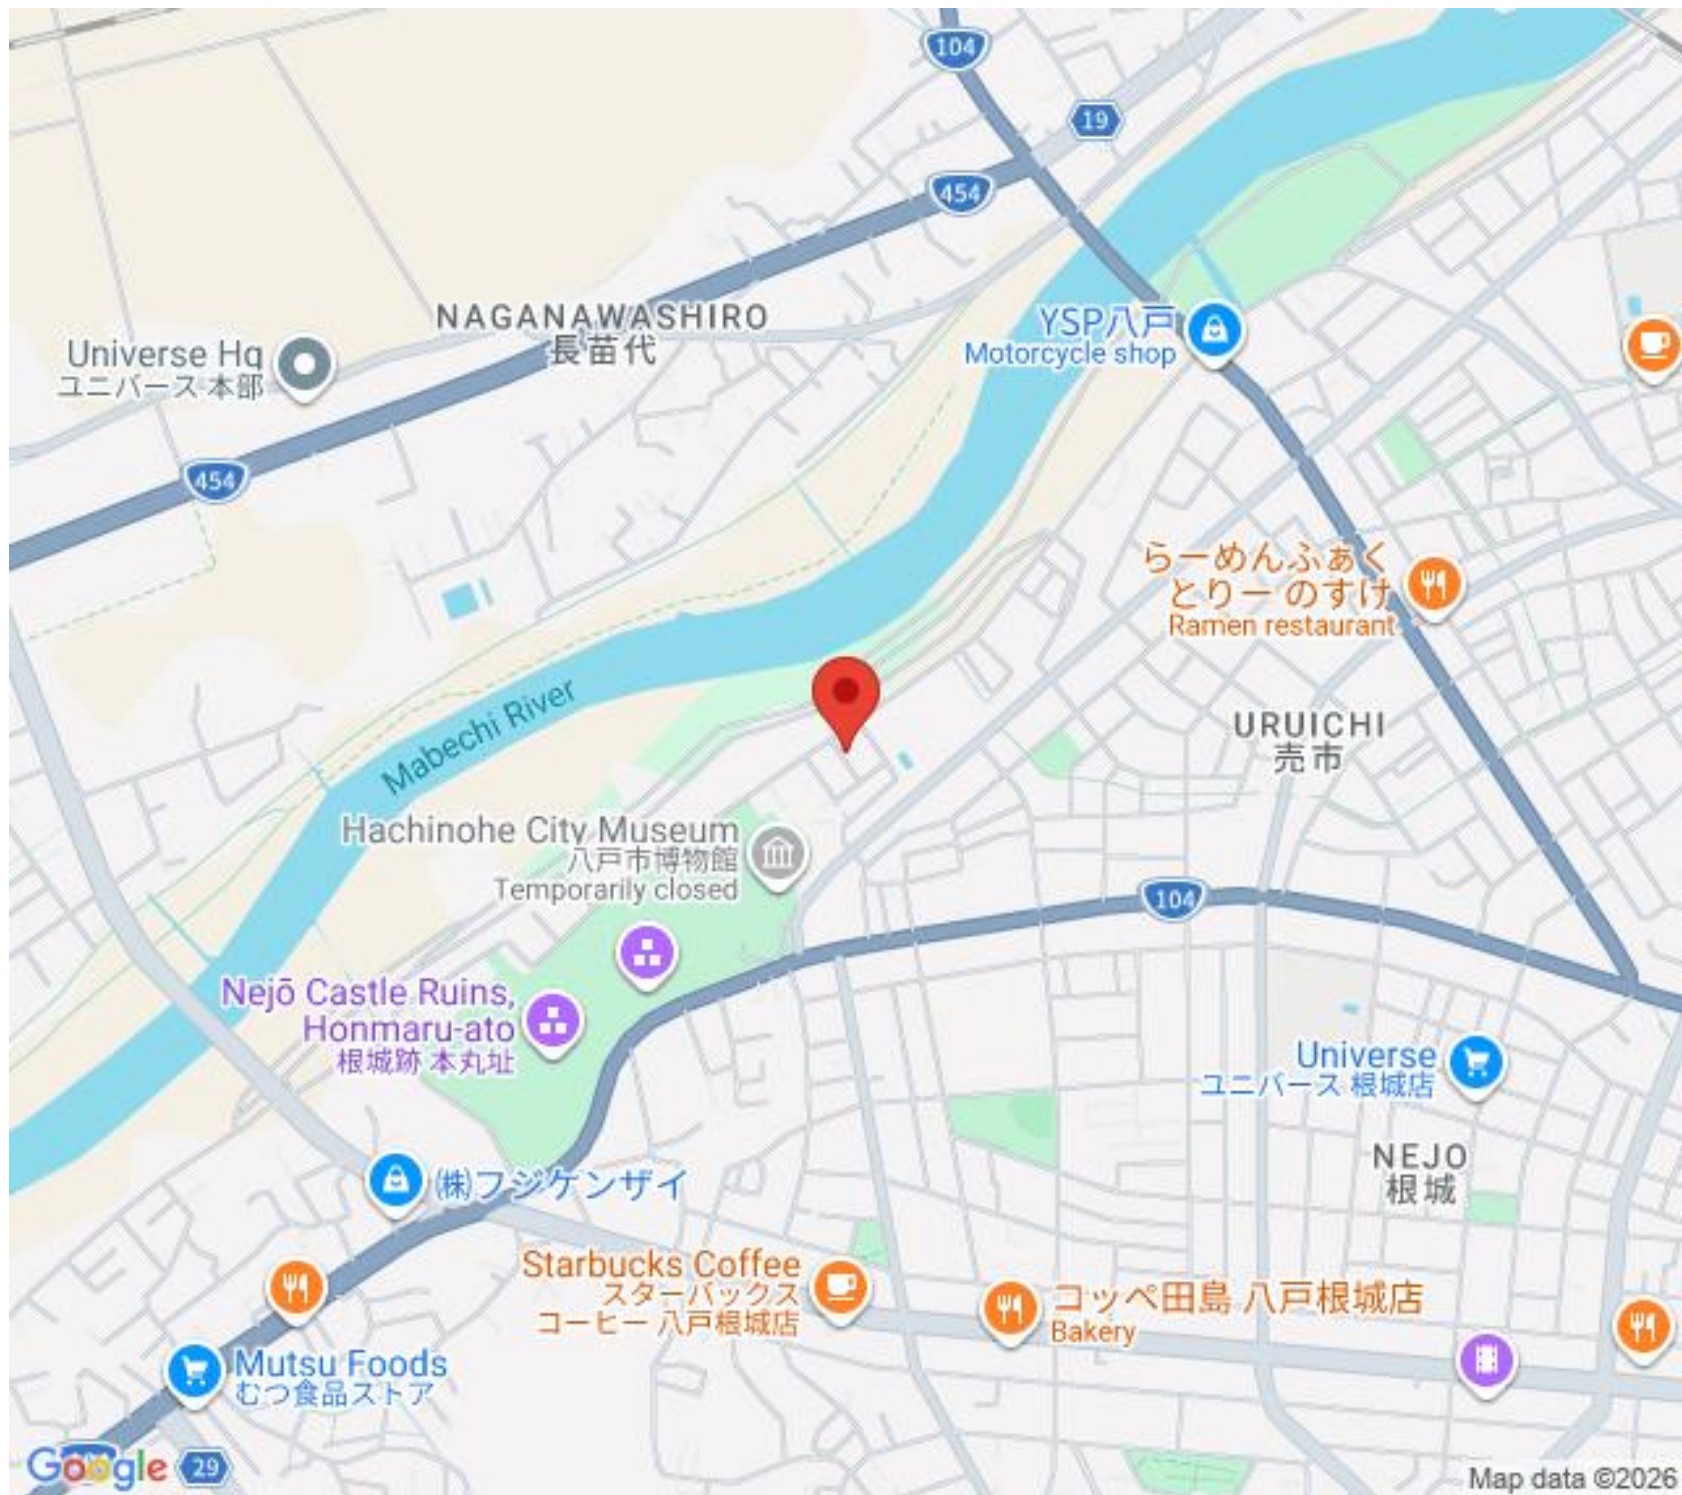 104
19
454
NAGANAWASHIRO
長苗代
YSP八戸
Motorcycle shop
Universe Hq
ユニバース 本部
454
らーめんふぁく
とりー のすけ
Ramen restaurant
Mabechi River
URUICHI
売市
Hachinohe City Museum
八戸市博物館
Temporarily closed
104
Nejō Castle Ruins,
Honmaru-ato
根城跡 本丸址
Universe
ユニバース 根城店
NEJO
根城
㈱フジケンザイ
Starbucks Coffee
スターバックス
コーヒー 八戸根城店
コッペ田島 八戸根城店
Bakery
Mutsu Foods
むつ食品ストア
Google
29
Map data ©2026